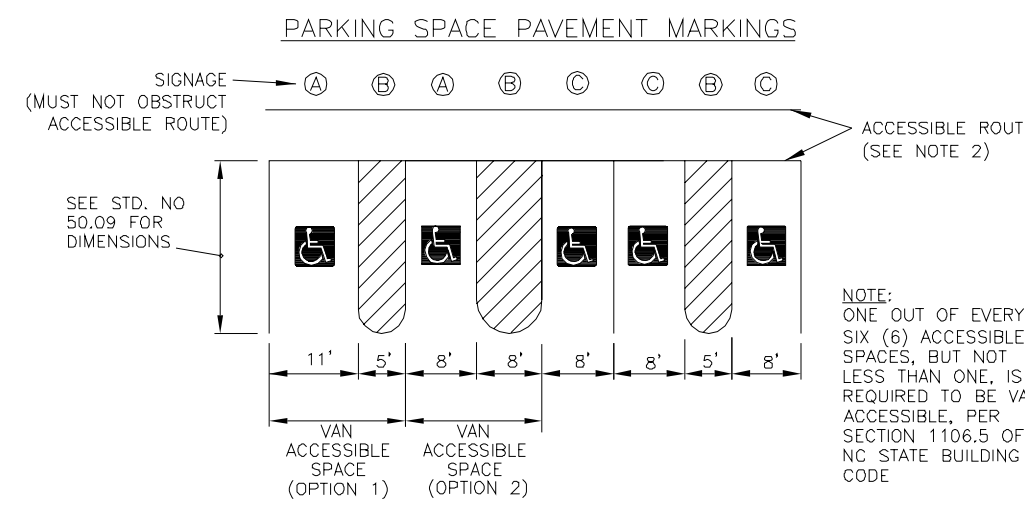 PARKING SPACE PAVEMENT MARKINGS
SIGNAGE
(MUST NOT OBSTRUCT
ACCESSIBLE ROUTE)
A B A B C C B C
ACCESSIBLE ROUT
(SEE NOTE 2)
SEE STD. NO
50.09 FOR
DIMENSIONS
11' 5' 8' 8' 8' 8' 5' 8'
VAN
ACCESSIBLE
SPACE
(OPTION 1)
VAN
ACCESSIBLE
SPACE
(OPTION 2)
NOTE:
ONE OUT OF EVERY
SIX (6) ACCESSIBLE
SPACES, BUT NOT
LESS THAN ONE, IS
REQUIRED TO BE VA
ACCESSIBLE, PER
SECTION 1106.5 OF
NC STATE BUILDING
CODE